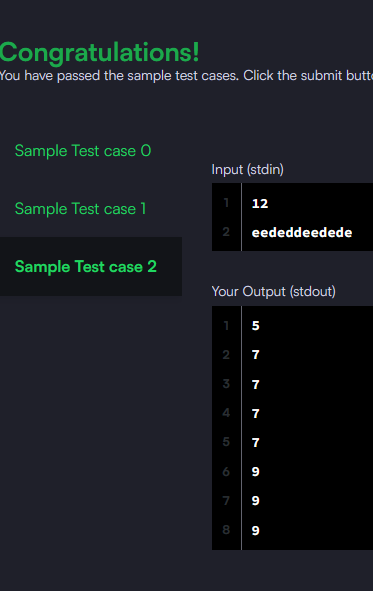 Congratulations!
You have passed the sample test cases. Click the submit butt
Sample Test case 0
Sample Test case 1
Sample Test case 2
Input (stdin)
1 12
2 eededdeedede
Your Output (stdout)
1 5
2 7
3 7
4 7
5 7
6 9
7 9
8 9